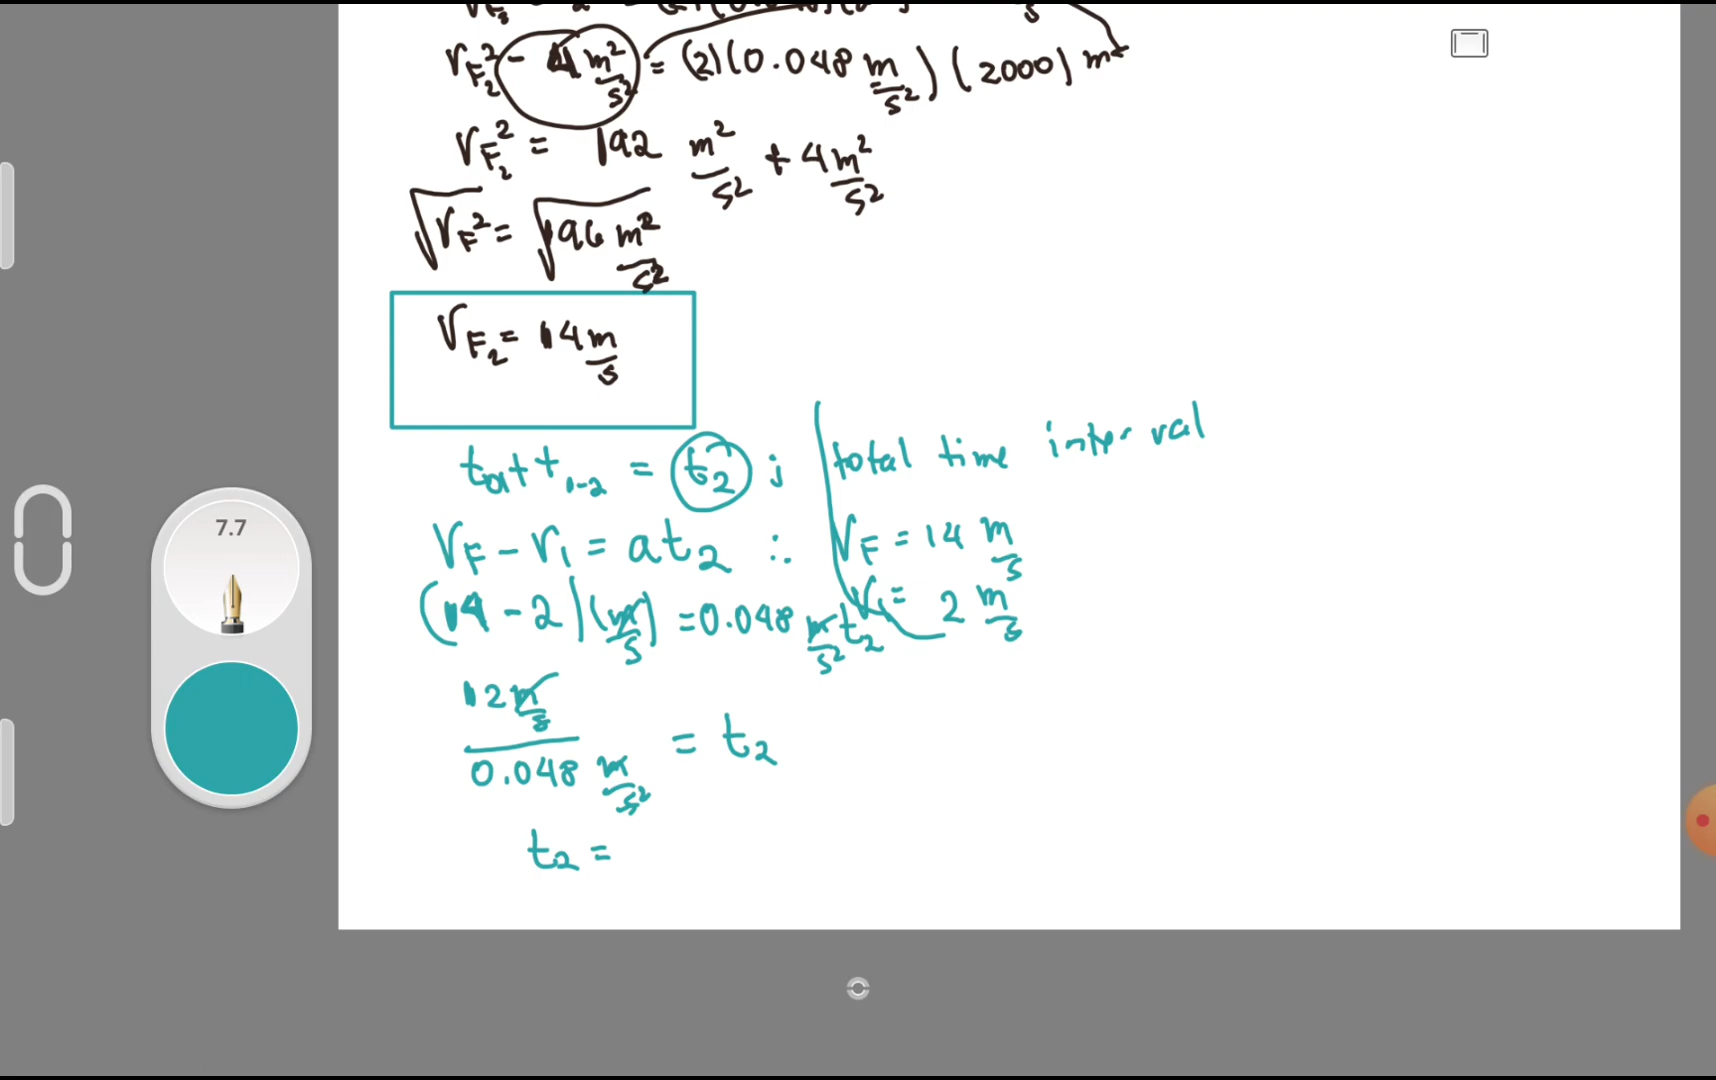 V_F₂² - 4 m²/s² = (2)(0.048 m/s²)(2000) m
V_F₂² = 192 m²/s² + 4 m²/s²
√V_F² = √196 m²/s²
V_F₂ = 14 m/s
t₀₁ + t₁₋₂ = t₂ ; total time interval
V_F - V₁ = at₂ ∴ V_F = 14 m/s
(14 - 2)(m/s) = 0.048 m/s² t₂ V₁ = 2 m/s
12 m/s / 0.048 m/s² = t₂
t₂ =
7.7